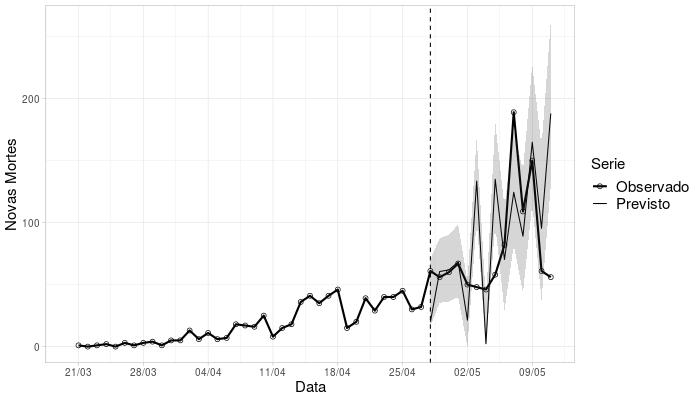 Novas Mortes
200
100
0
21/03
28/03
04/04
11/04
18/04
25/04
02/05
09/05
Data
Serie
Observado
Previsto